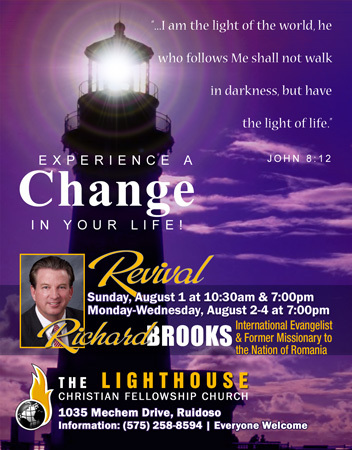 "...I am the light of the world, he
who follows Me shall not walk
in darkness, but have
the light of life."
JOHN 8:12
EXPERIENCE A
Change
IN YOUR LIFE!
Revival
Sunday, August 1 at 10:30am & 7:00pm
Monday-Wednesday, August 2-4 at 7:00pm
Richard BROOKS
International Evangelist
& Former Missionary to
the Nation of Romania
THE LIGHTHOUSE
CHRISTIAN FELLOWSHIP CHURCH
1035 Mechem Drive, Ruidoso
Information: (575) 258-8594 | Everyone Welcome